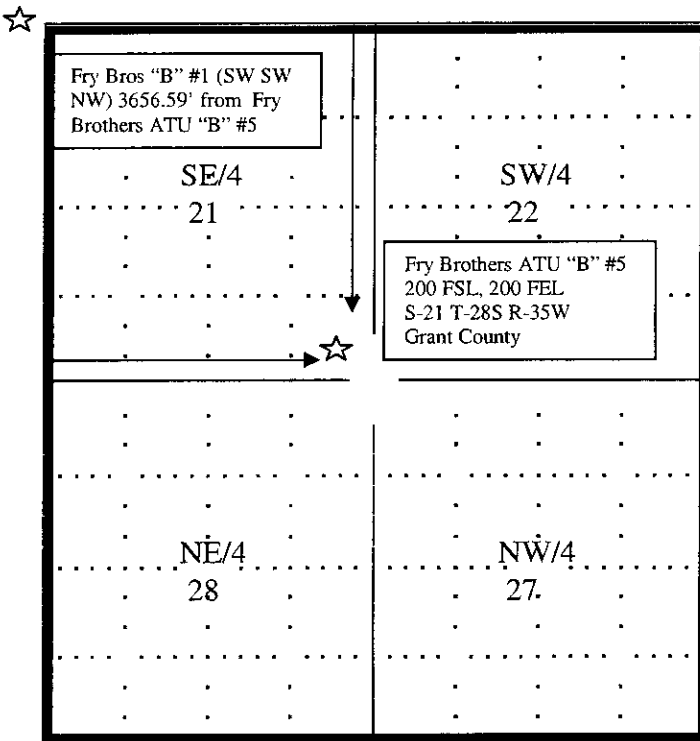 Fry Bros “B” #1 (SW SW
NW) 3656.59' from Fry
Brothers ATU “B” #5
SE/4
21
SW/4
22
Fry Brothers ATU “B” #5
200 FSL, 200 FEL
S-21 T-28S R-35W
Grant County
NE/4
28
NW/4
27